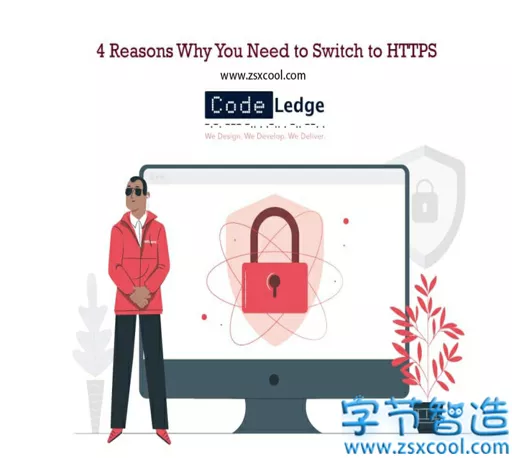 4 Reasons Why You Need to Switch to HTTPS
www.zsxcool.com
Code Ledge
We Design. We Develop. We Deliver.
字节智造
www.zsxcool.com